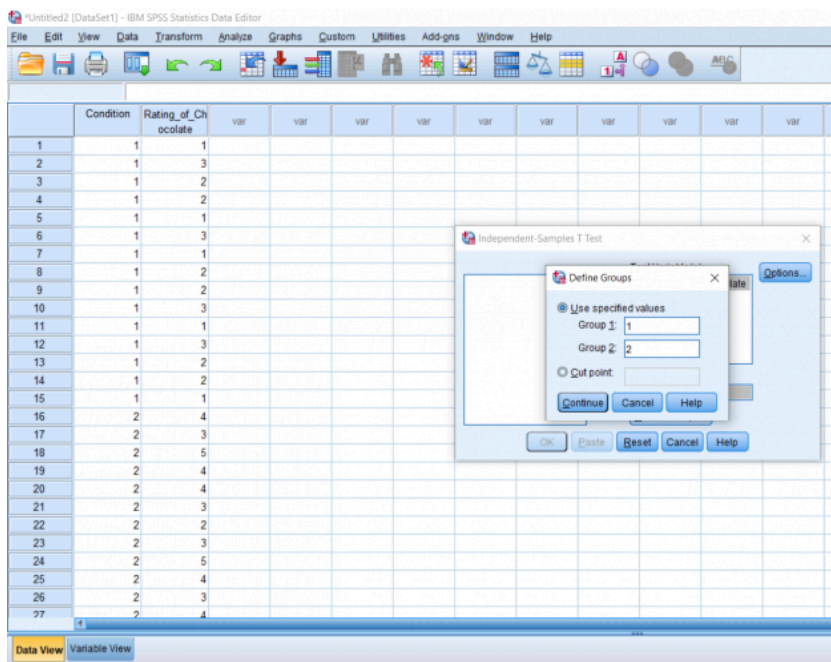 *Untitled2 [DataSet1] - IBM SPSS Statistics Data Editor
File Edit View Data Transform Analyze Graphs Custom Utilities Add-ons Window Help
Condition Rating_of_Ch
ocolate var var var var var var var var var var
1 1 1
2 1 3
3 1 2
4 1 2
5 1 1
6 1 3
7 1 1
8 1 2
9 1 2
10 1 3
11 1 1
12 1 3
13 1 2
14 1 2
15 1 1
16 2 4
17 2 3
18 2 5
19 2 4
20 2 4
21 2 3
22 2 2
23 2 3
24 2 5
25 2 4
26 2 3
27 2 4
Independent-Samples T Test
Options...
late
Define Groups
Use specified values
Group 1: 1
Group 2: 2
Cut point:
Continue Cancel Help
OK Paste Reset Cancel Help
Data View Variable View